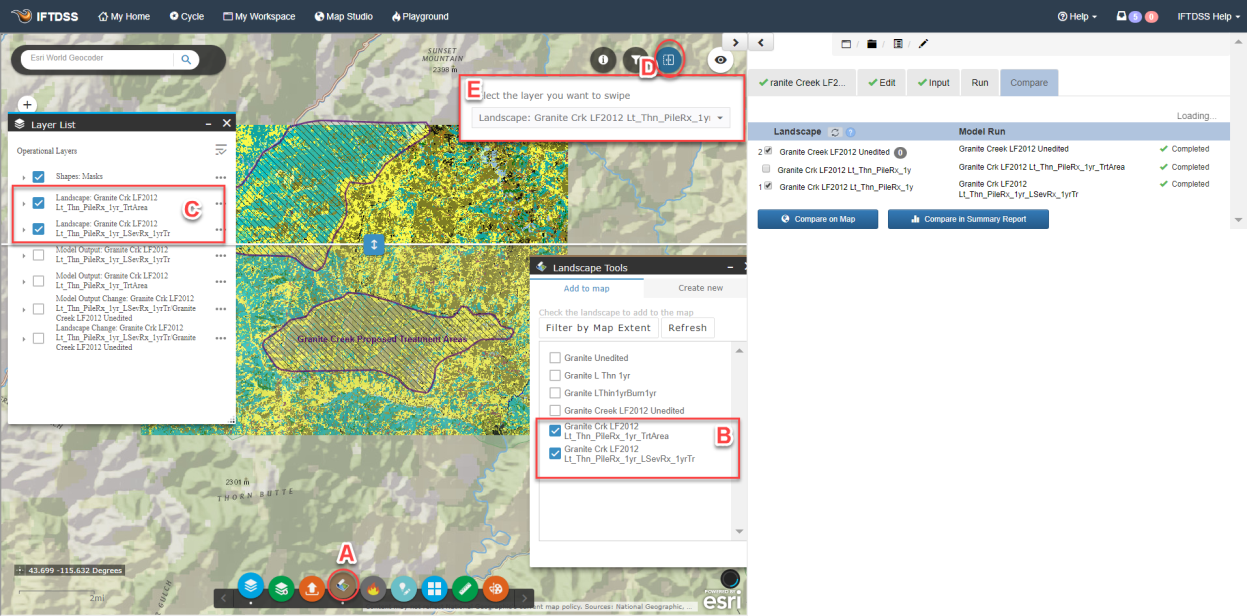 IFTDSS My Home Cycle My Workspace Map Studio Playground Help 5 0 IFTDSS Help
Esri World Geocoder
SUNSET
MOUNTAIN
2398 m
D
E
lect the layer you want to swipe
Landscape: Granite Crk LF2012 Lt_Thn_PileRx_1yr
+
Layer List
Operational Layers
Shapes: Masks
Landscape: Granite Crk LF2012
Lt_Thn_PileRx_1yr_TrtArea
C
Landscape: Granite Crk LF2012
Lt_Thn_PileRx_1yr_LSevRx_1yrTr
Model Output: Granite Crk LF2012
Lt_Thn_PileRx_1yr_LSevRx_1yrTr
Model Output: Granite Crk LF2012
Lt_Thn_PileRx_1yr_TrtArea
Model Output Change: Granite Crk LF2012
Lt_Thn_PileRx_1yr_LSevRx_1yrTr/Granite
Creek LF2012 Unedited
Landscape Change: Granite Crk LF2012
Lt_Thn_PileRx_1yr_LSevRx_1yrTr/Granite
Creek LF2012 Unedited
Granite Creek Proposed Treatment Areas
Landscape Tools
Add to map Create new
Check the landscape to add to the map
Filter by Map Extent Refresh
Granite Unedited
Granite L Thn 1yr
Granite LThin1yrBurn1yr
Granite Creek LF2012 Unedited
Granite Crk LF2012
Lt_Thn_PileRx_1yr_TrtArea
B
Granite Crk LF2012
Lt_Thn_PileRx_1yr_LSevRx_1yrTr
2301 m
THORN BUTTE
A
43.699 -115.632 Degrees
2mi
GULCH
POWERED BY
esri
rent map policy. Sources: National Geographic, ...
ranite Creek LF2... Edit Input Run Compare
Loading...
Landscape ? Model Run
2 Granite Creek LF2012 Unedited 0 Granite Creek LF2012 Unedited Completed
Granite Crk LF2012 Lt_Thn_PileRx_1y Granite Crk LF2012 Lt_Thn_PileRx_1yr_TrtArea Completed
1 Granite Crk LF2012 Lt_Thn_PileRx_1y Granite Crk LF2012 Completed
Lt_Thn_PileRx_1yr_LSevRx_1yrTr
Compare on Map Compare in Summary Report